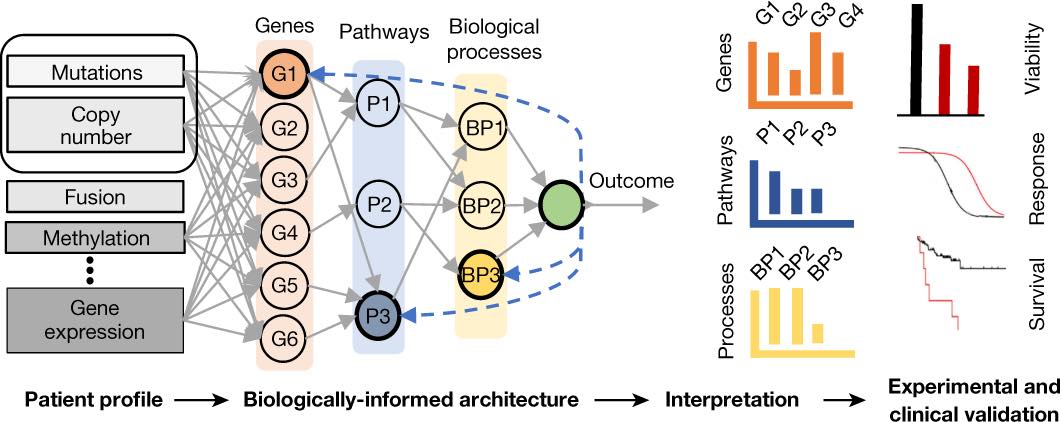 Mutations
Copy
number
Fusion
Methylation
Gene
expression
Genes
G1
G2
G3
G4
G5
G6
Pathways
P1
P2
P3
Biological
processes
BP1
BP2
BP3
Outcome
Genes
G1 G2 G3 G4
Pathways
P1 P2 P3
Processes
BP1 BP2 BP3
Viability
Response
Survival
Patient profile
Biologically-informed architecture
Interpretation
Experimental and
clinical validation